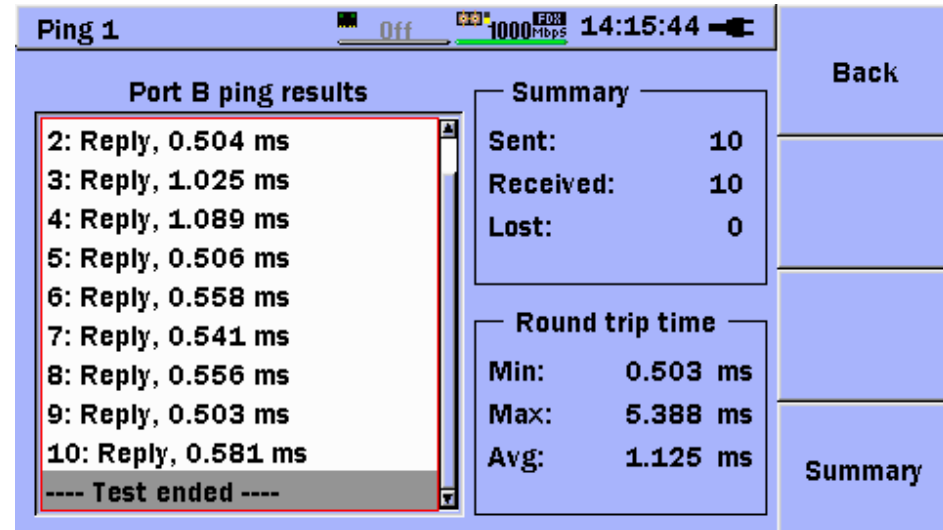 Ping 1 Off 1000 FDX Mbps 14:15:44
Back
Port B ping results
2: Reply, 0.504 ms
3: Reply, 1.025 ms
4: Reply, 1.089 ms
5: Reply, 0.506 ms
6: Reply, 0.558 ms
7: Reply, 0.541 ms
8: Reply, 0.556 ms
9: Reply, 0.503 ms
10: Reply, 0.581 ms
---- Test ended ----
Summary
Sent: 10
Received: 10
Lost: 0
Round trip time
Min: 0.503 ms
Max: 5.388 ms
Avg: 1.125 ms
Summary